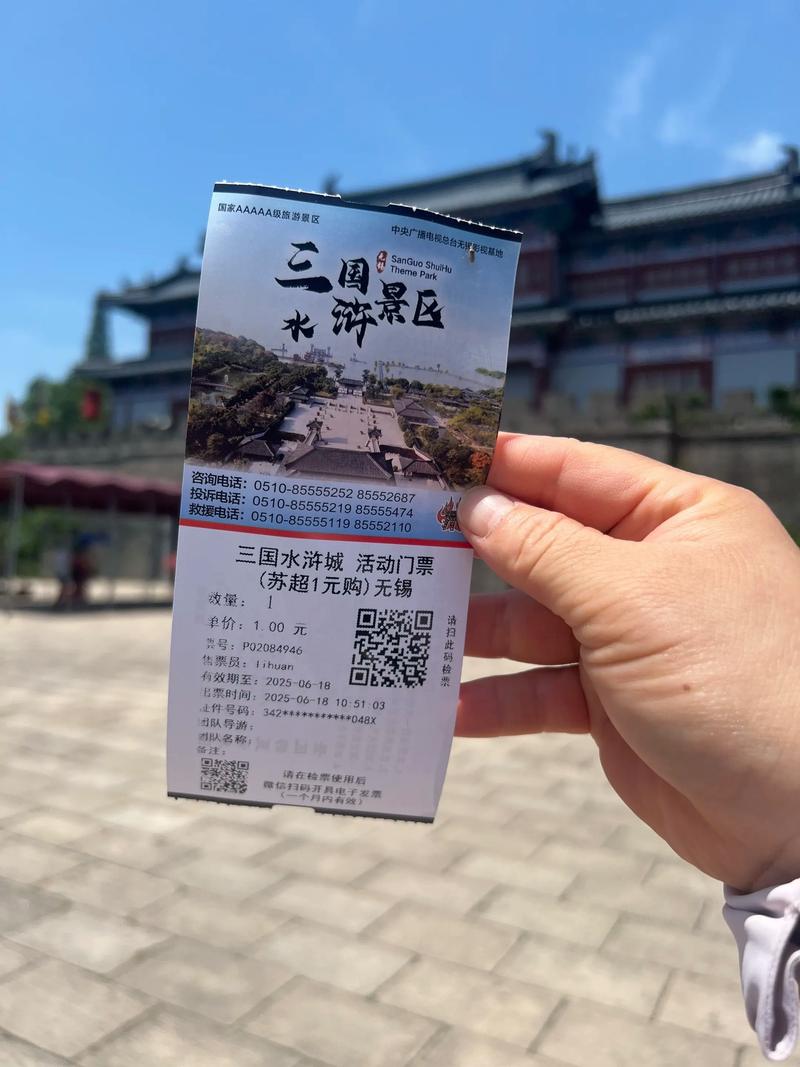 国家AAAAA级旅游景区
中央广播电视总台无锡影视基地
三国
水浒景区
SanGuo ShuiHu
Theme Park
咨询电话：0510-85555252 85552687
投诉电话：0510-85555219 85555474
救援电话：0510-85555119 85552110
三国水浒城 活动门票
(苏超1元购)无锡
数量： 1
单价：1.00 元
票号：P02084946
售票员：lihuan
有效期至：2025-06-18
出票时间：2025-06-18 10:51:03
证件号码：342***********048X
团队导游：
团队名称：
备注：
请扫此码检票
请在检票使用后
微信扫码开具电子发票
(一个月内有效)